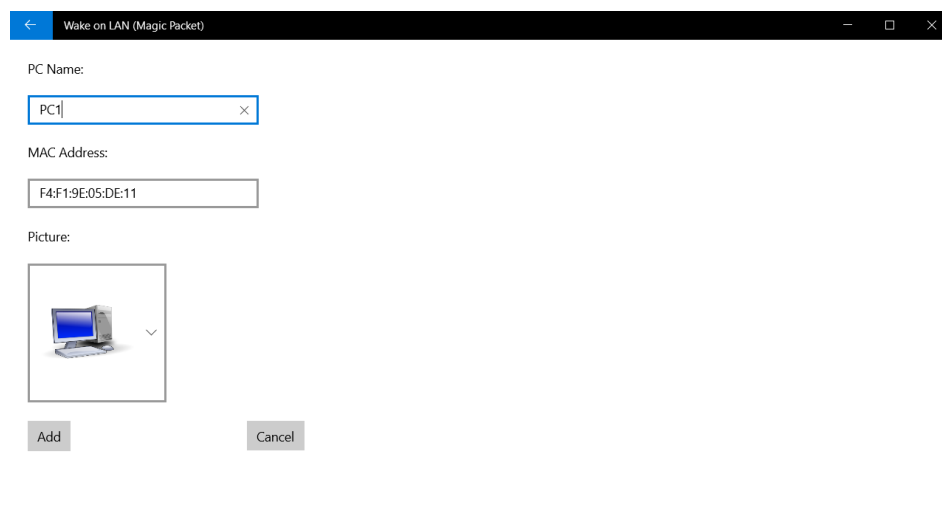 Wake on LAN (Magic Packet)
PC Name:
PC1
MAC Address:
F4:F1:9E:05:DE:11
Picture:
Add
Cancel